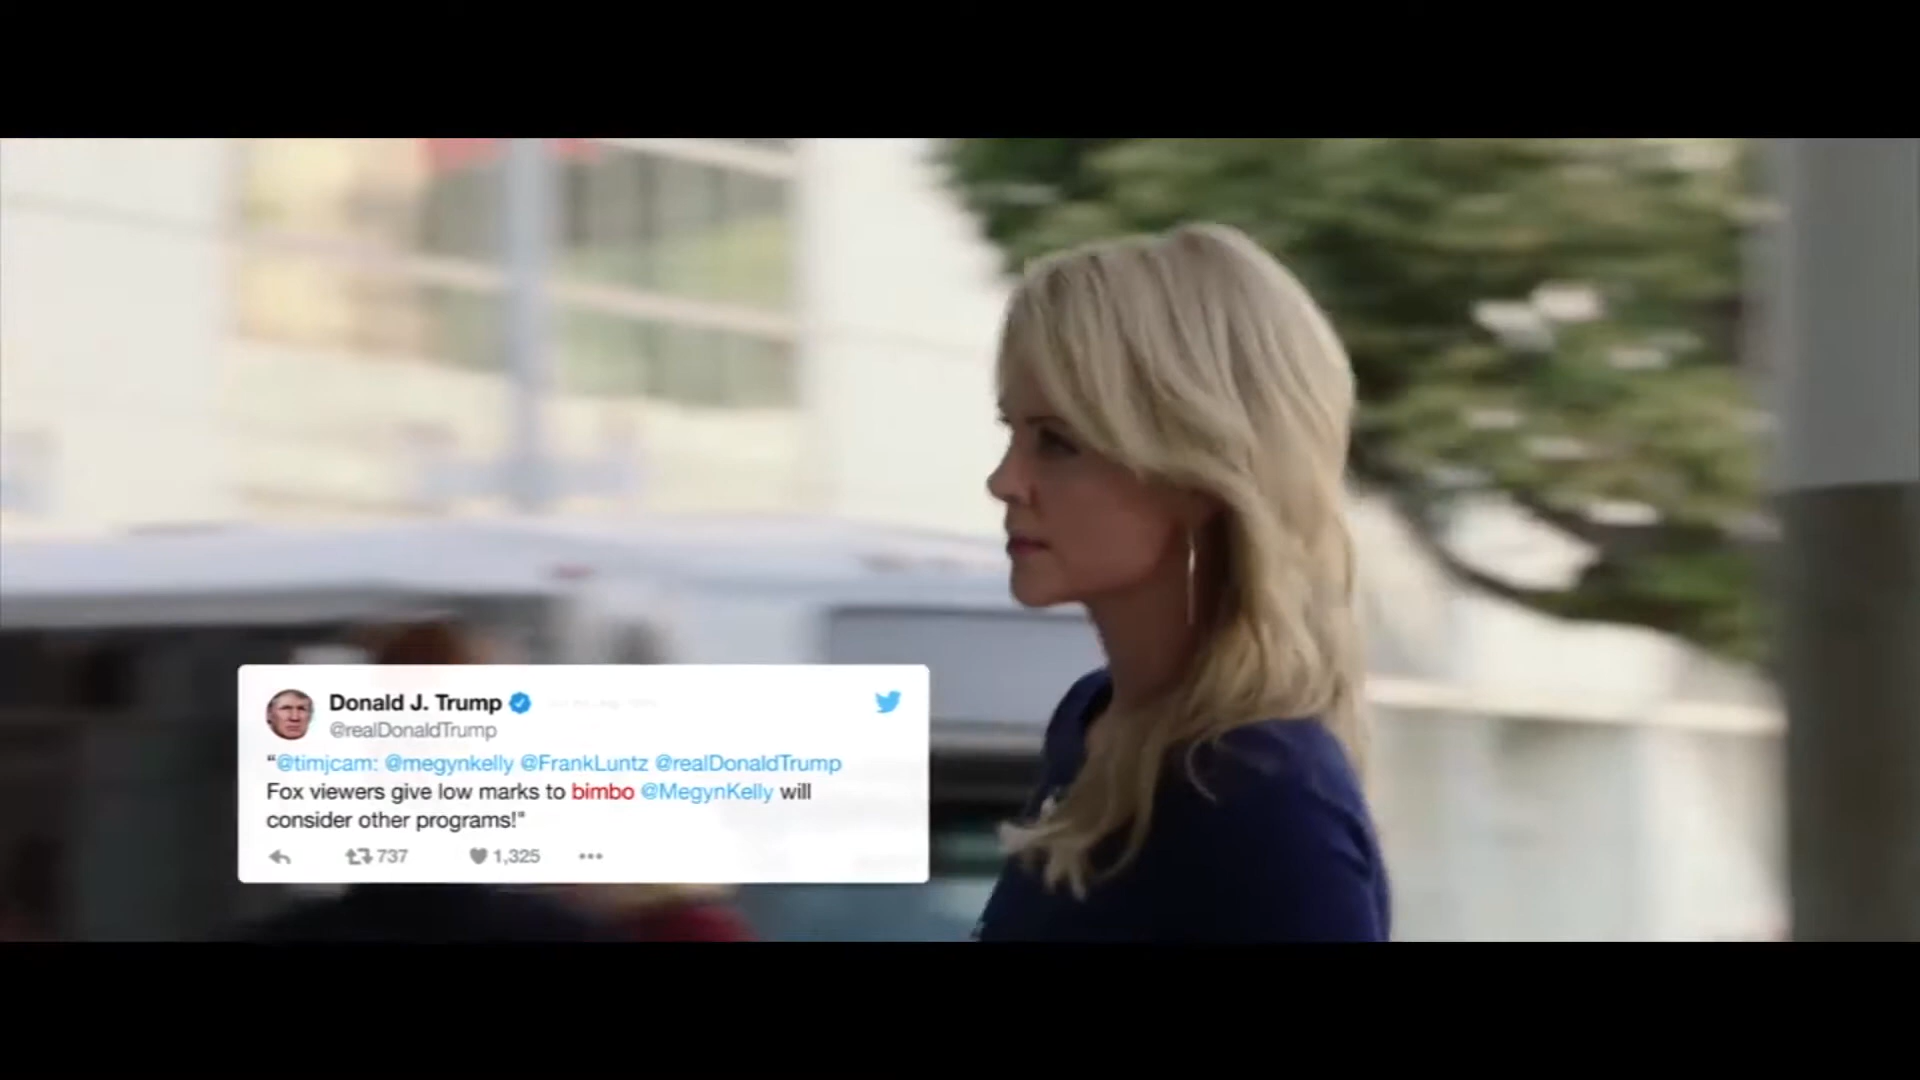 Donald J. Trump
@realDonaldTrump
“@timjcam: @megynkelly @FrankLuntz @realDonaldTrump
Fox viewers give low marks to bimbo @MegynKelly will
consider other programs!"
737 1,325